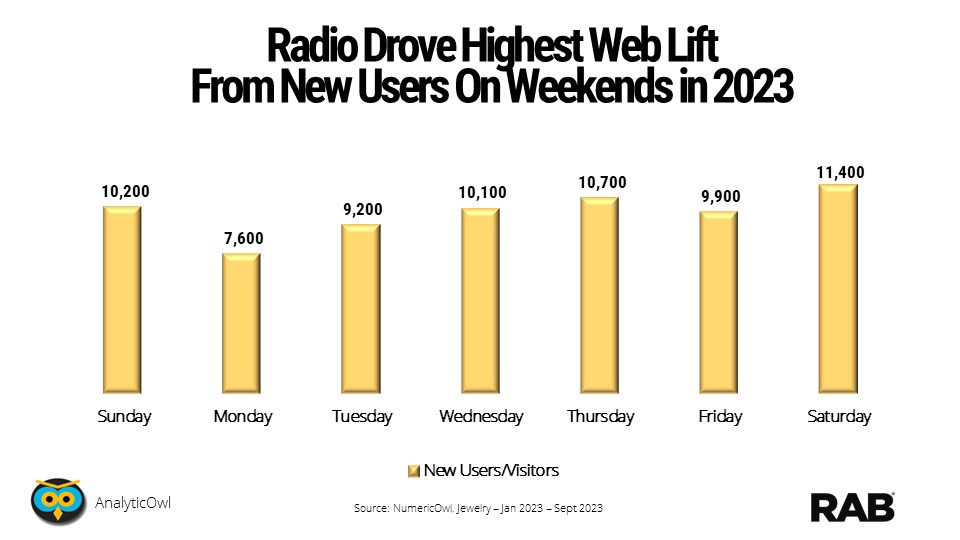 Radio Drove Highest Web Lift
From New Users On Weekends in 2023
10,200
7,600
9,200
10,100
10,700
9,900
11,400
Sunday
Monday
Tuesday
Wednesday
Thursday
Friday
Saturday
New Users/Visitors
AnalyticOwl
Source: NumericOwl, Jewelry – Jan 2023 – Sept 2023
RAB